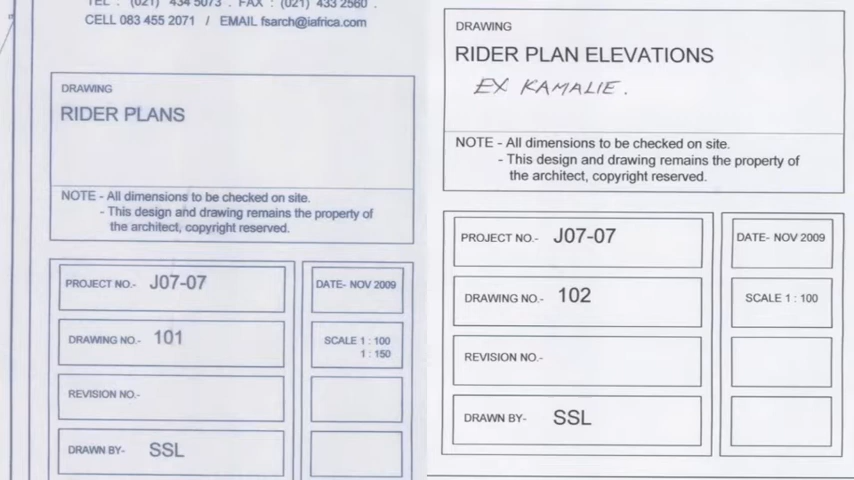 TEL : (021) 434 5073 . FAX : (021) 433 2560 .
CELL 083 455 2071 / EMAIL fsarch@iafrica.com
DRAWING
RIDER PLANS
NOTE - All dimensions to be checked on site.
- This design and drawing remains the property of
the architect, copyright reserved.
PROJECT NO.- J07-07
DATE- NOV 2009
DRAWING NO.- 101
SCALE 1 : 100
1 : 150
REVISION NO.-
DRAWN BY- SSL
DRAWING
RIDER PLAN ELEVATIONS
EX KAMALIE.
NOTE - All dimensions to be checked on site.
- This design and drawing remains the property of
the architect, copyright reserved.
PROJECT NO.- J07-07
DATE- NOV 2009
DRAWING NO.- 102
SCALE 1 : 100
REVISION NO.-
DRAWN BY- SSL